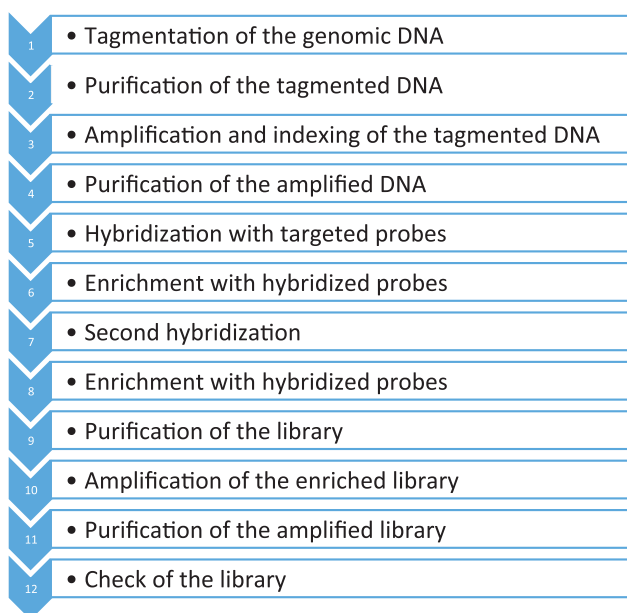 1 • Tagmentation of the genomic DNA
2 • Purification of the tagmented DNA
3 • Amplification and indexing of the tagmented DNA
4 • Purification of the amplified DNA
5 • Hybridization with targeted probes
6 • Enrichment with hybridized probes
7 • Second hybridization
8 • Enrichment with hybridized probes
9 • Purification of the library
10 • Amplification of the enriched library
11 • Purification of the amplified library
12 • Check of the library